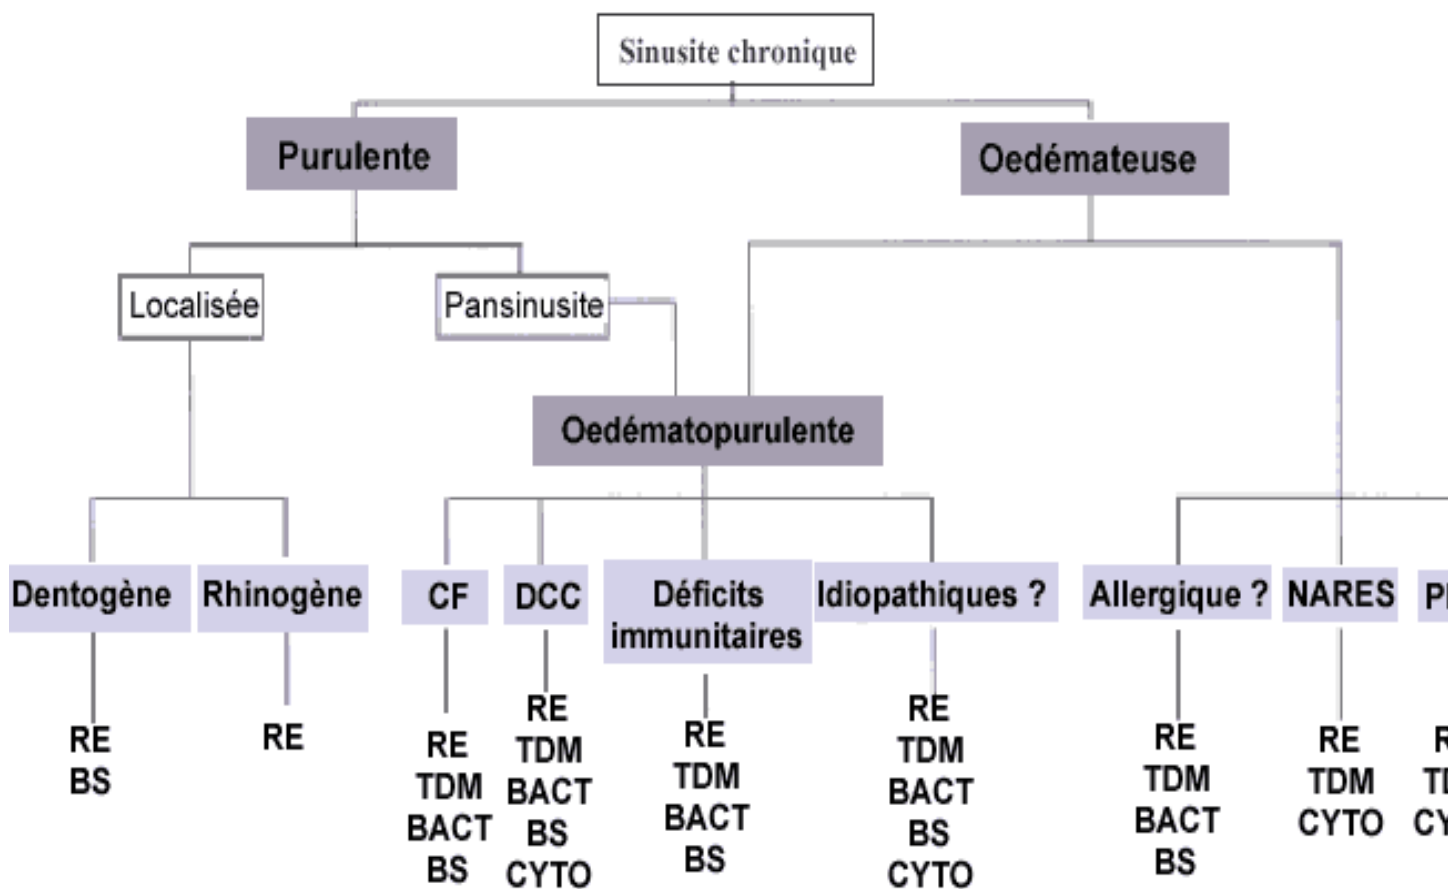 Sinusite chronique
Purulente
Oedémateuse
Localisée
Pansinusite
Oedématopurulente
Dentogène
Rhinogène
CF
DCC
Déficits
immunitaires
Idiopathiques ?
Allergique ?
NARES
RE
BS
RE
RE
TDM
BACT
BS
RE
TDM
BACT
BS
CYTO
RE
TDM
BACT
BS
RE
TDM
BACT
BS
CYTO
RE
TDM
BACT
BS
RE
TDM
CYTO